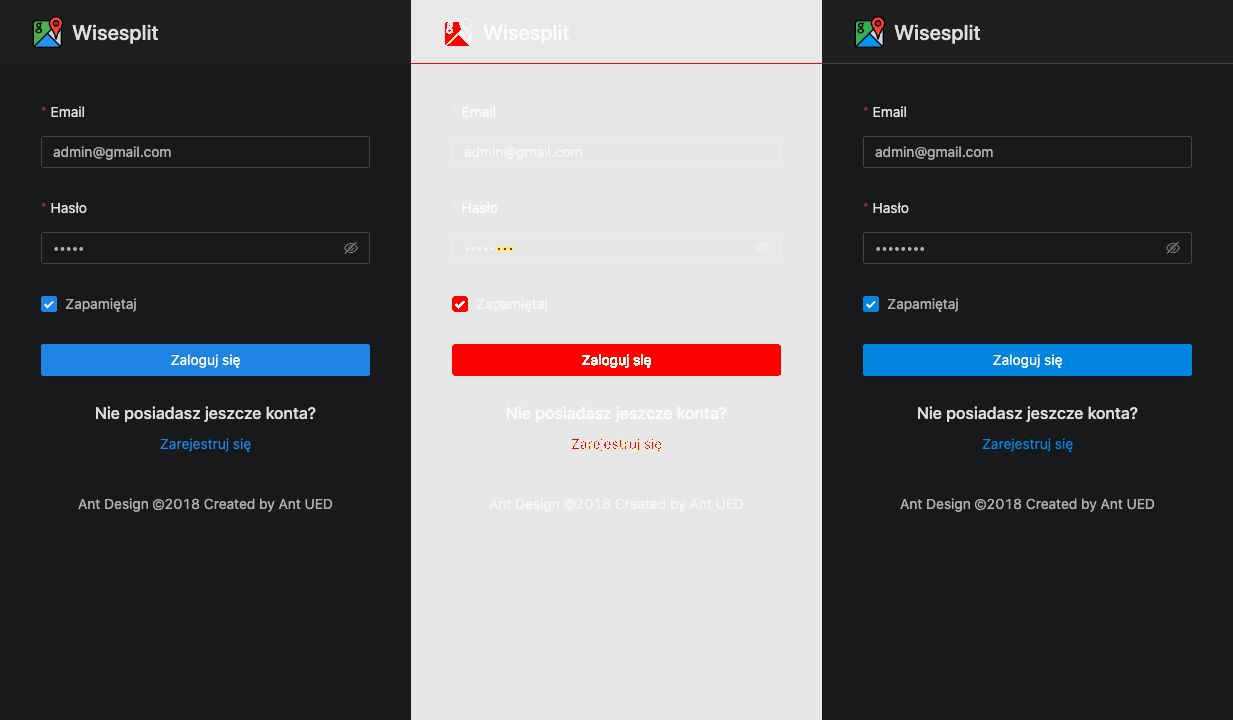 Wisesplit
* Email
admin@gmail.com
* Hasło
•••••
Zapamiętaj
Zaloguj się
Nie posiadasz jeszcze konta?
Zarejestruj się
Ant Design ©2018 Created by Ant UED
Wisesplit
* Email
admin@gmail.com
* Hasło
••••••••
Zapamiętaj
Zaloguj się
Nie posiadasz jeszcze konta?
Zarejestruj się
Ant Design ©2018 Created by Ant UED
Wisesplit
* Email
admin@gmail.com
* Hasło
••••••••
Zapamiętaj
Zaloguj się
Nie posiadasz jeszcze konta?
Zarejestruj się
Ant Design ©2018 Created by Ant UED